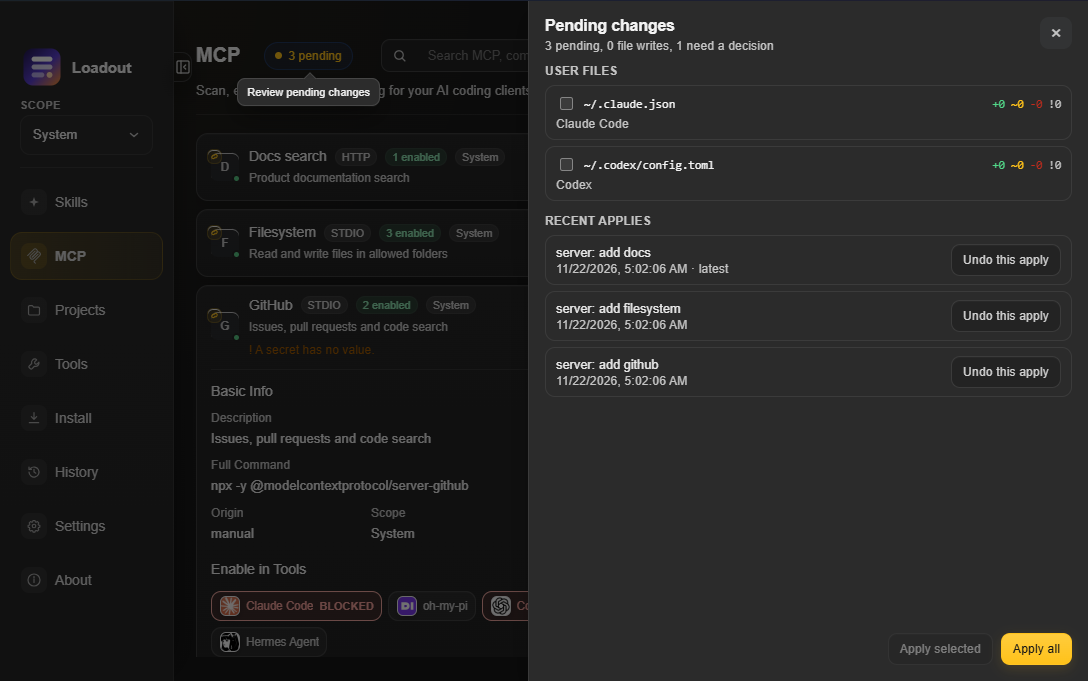 Loadout
SCOPE
System
Skills
MCP
Projects
Tools
Install
History
Settings
About
MCP
3 pending
Search MCP, com
Review pending changes
Scan, e
g for your AI coding clients
D
Docs search HTTP 1 enabled System
Product documentation search
F
Filesystem STDIO 3 enabled System
Read and write files in allowed folders
G
GitHub STDIO 2 enabled System
Issues, pull requests and code search
! A secret has no value.
Basic Info
Description
Issues, pull requests and code search
Full Command
npx -y @modelcontextprotocol/server-github
Origin Scope
manual System
Enable in Tools
Claude Code BLOCKED oh-my-pi Co
Hermes Agent
Pending changes
3 pending, 0 file writes, 1 need a decision
USER FILES
~/.claude.json +0 ~0 -0 !0
Claude Code
~/.codex/config.toml +0 ~0 -0 !0
Codex
RECENT APPLIES
server: add docs
11/22/2026, 5:02:06 AM · latest
Undo this apply
server: add filesystem
11/22/2026, 5:02:06 AM
Undo this apply
server: add github
11/22/2026, 5:02:06 AM
Undo this apply
Apply selected
Apply all